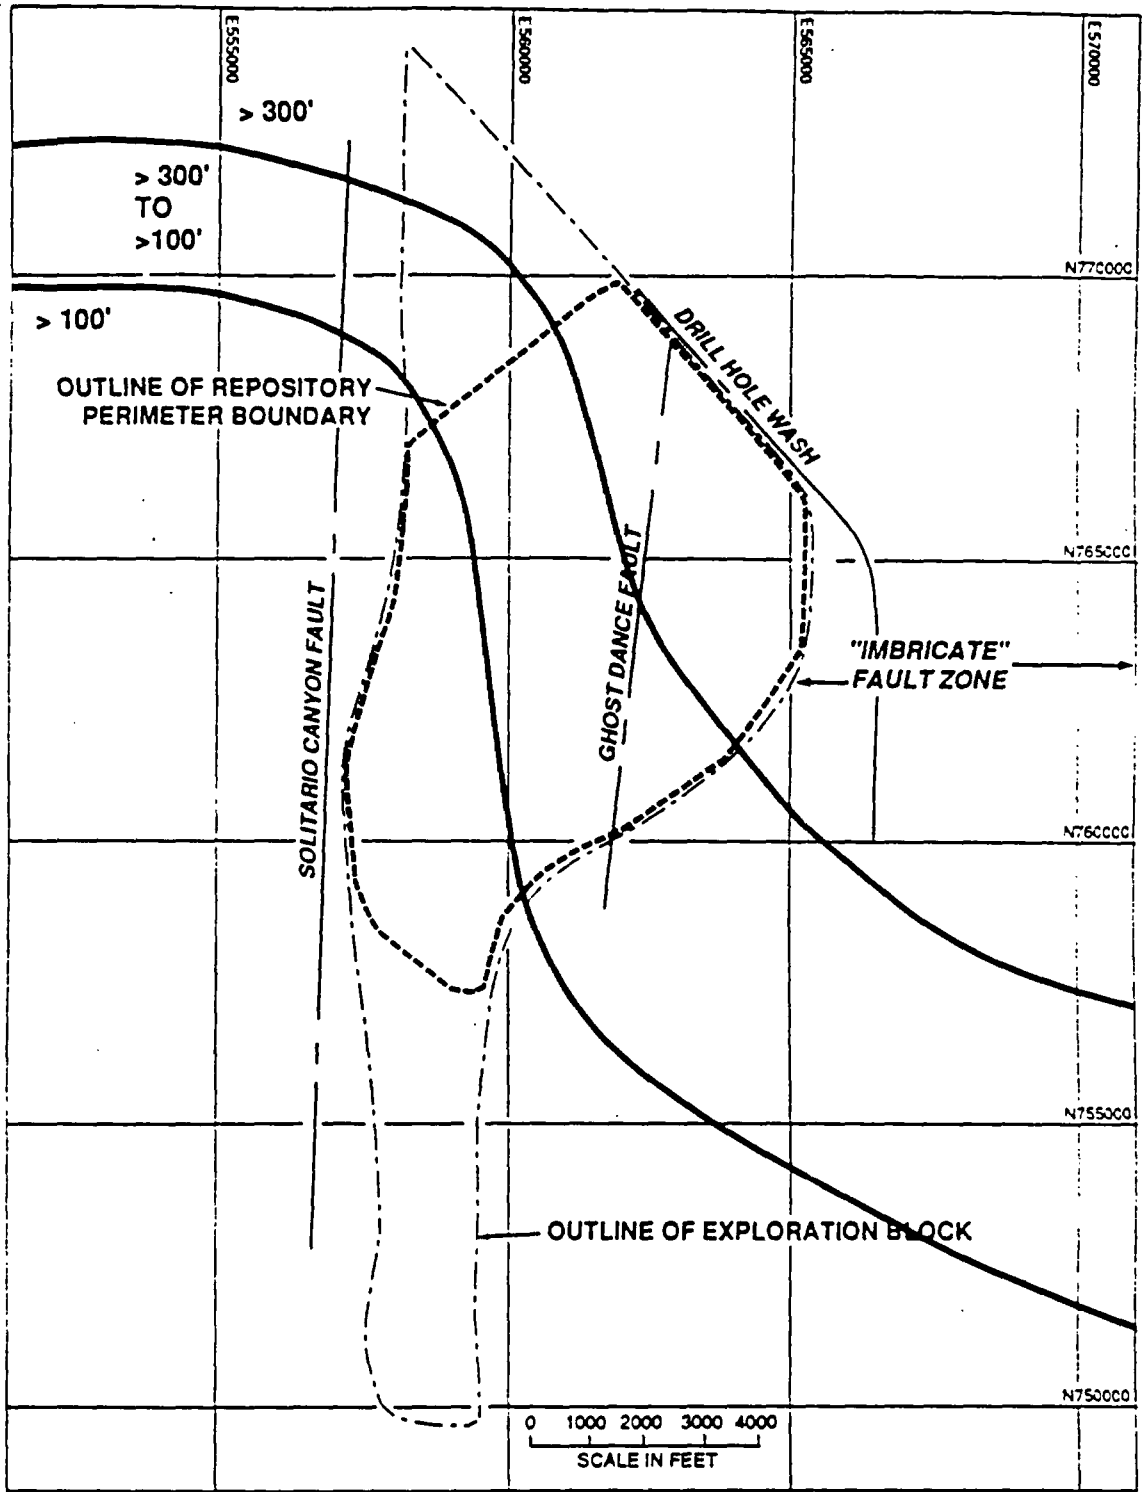 E555000
E560000
E565000
E570000
> 300'
> 300'
TO
>100'
> 100'
N770000
DRILL HOLE WASH
OUTLINE OF REPOSITORY
PERIMETER BOUNDARY
N765000
GHOST DANCE FAULT
SOLITARIO CANYON FAULT
"IMBRICATE"
FAULT ZONE
N760000
N755000
OUTLINE OF EXPLORATION BLOCK
N750000
0 1000 2000 3000 4000
SCALE IN FEET